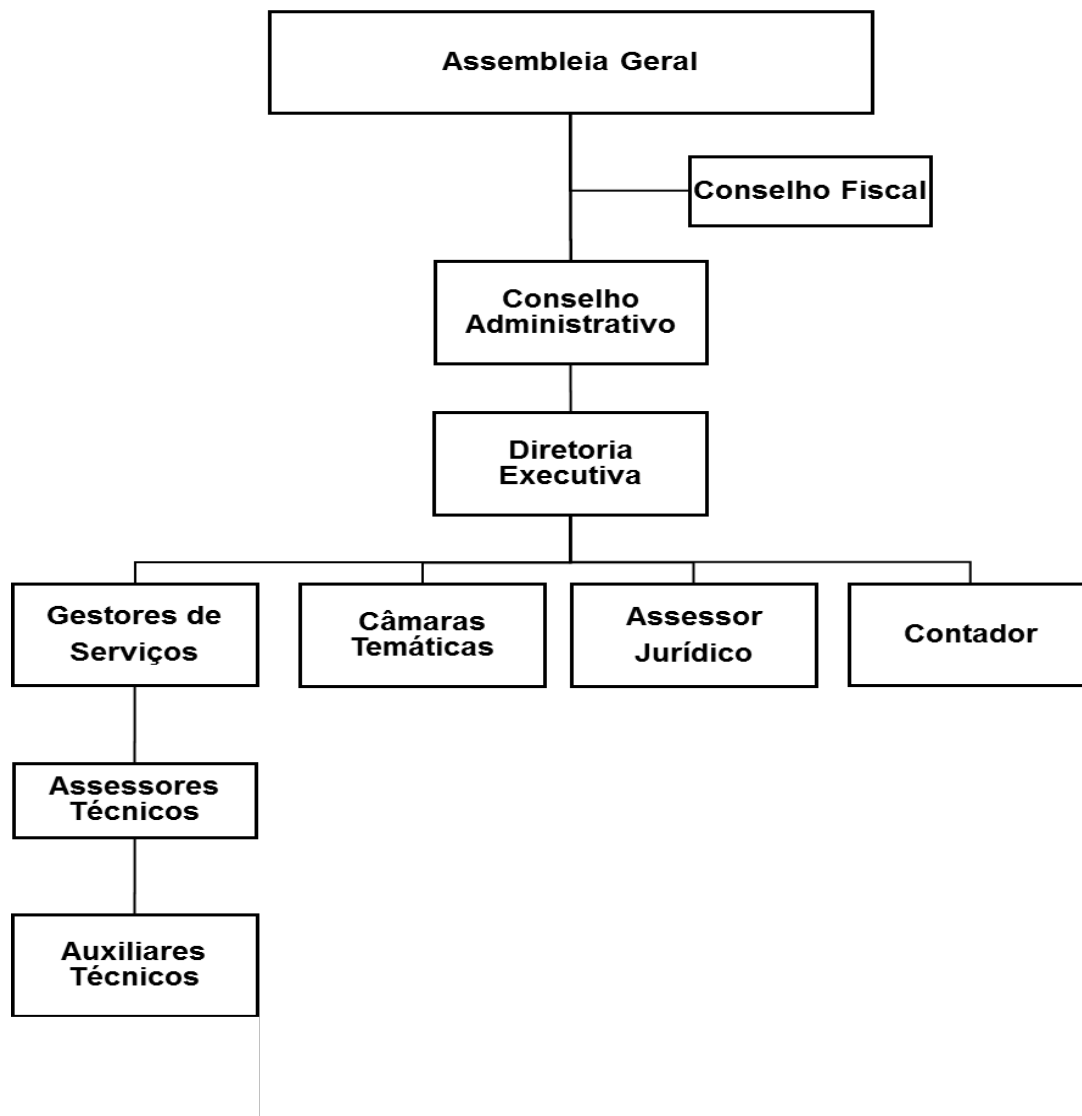 Assembleia Geral
Conselho Fiscal
Conselho
Administrativo
Diretoria
Executiva
Gestores de
Serviços
Câmaras
Temáticas
Assessor
Jurídico
Contador
Assessores
Técnicos
Auxiliares
Técnicos